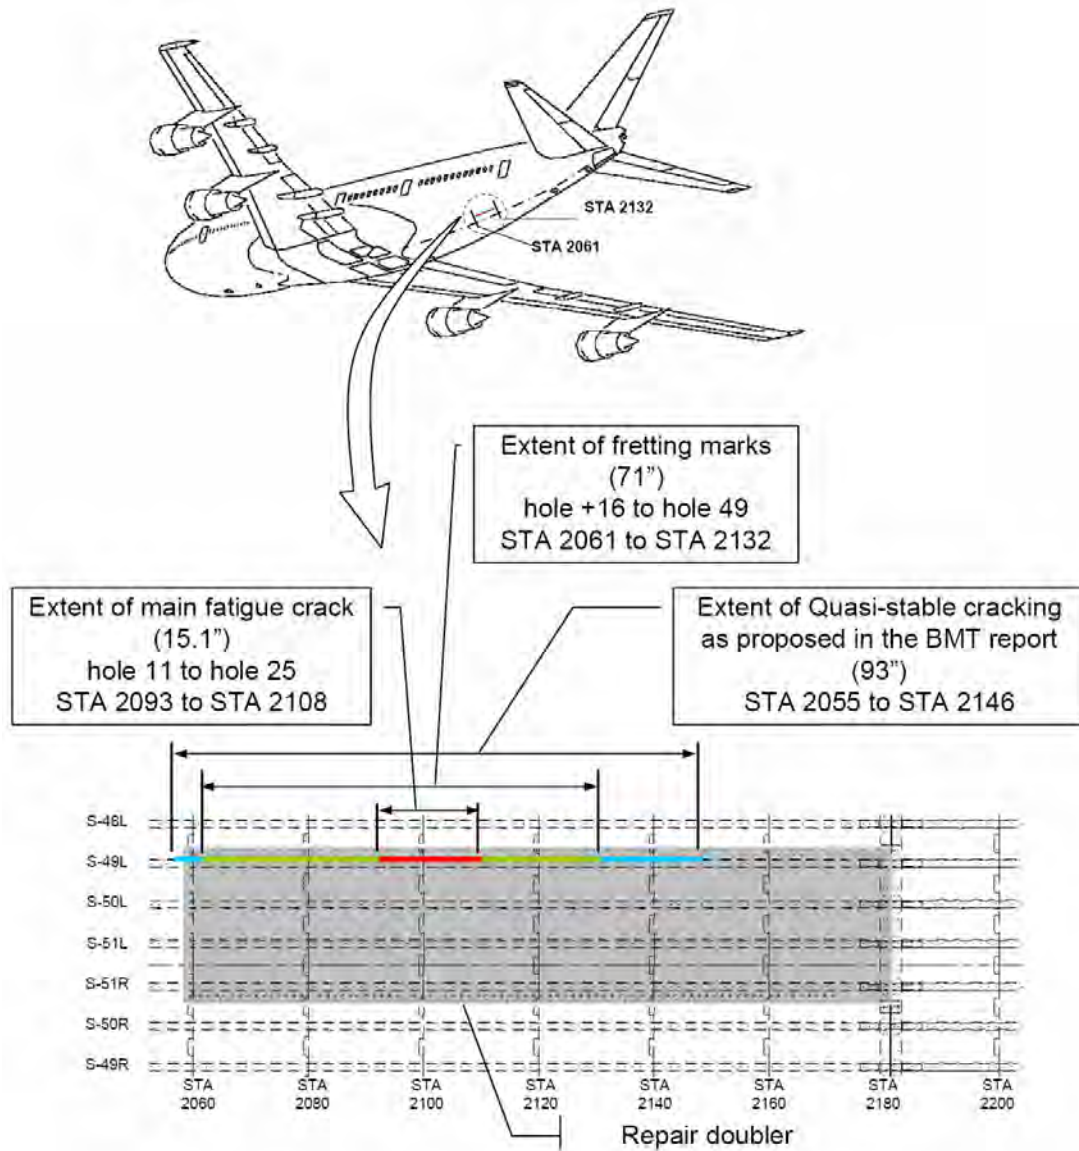 STA 2132
STA 2061
Extent of fretting marks
(71")
hole +16 to hole 49
STA 2061 to STA 2132
Extent of main fatigue crack
(15.1")
hole 11 to hole 25
STA 2093 to STA 2108
Extent of Quasi-stable cracking
as proposed in the BMT report
(93")
STA 2055 to STA 2146
S-46L
S-49L
S-50L
S-51L
S-51R
S-50R
S-49R
STA STA STA STA STA STA STA STA
2060 2080 2100 2120 2140 2160 2180 2200
Repair doubler